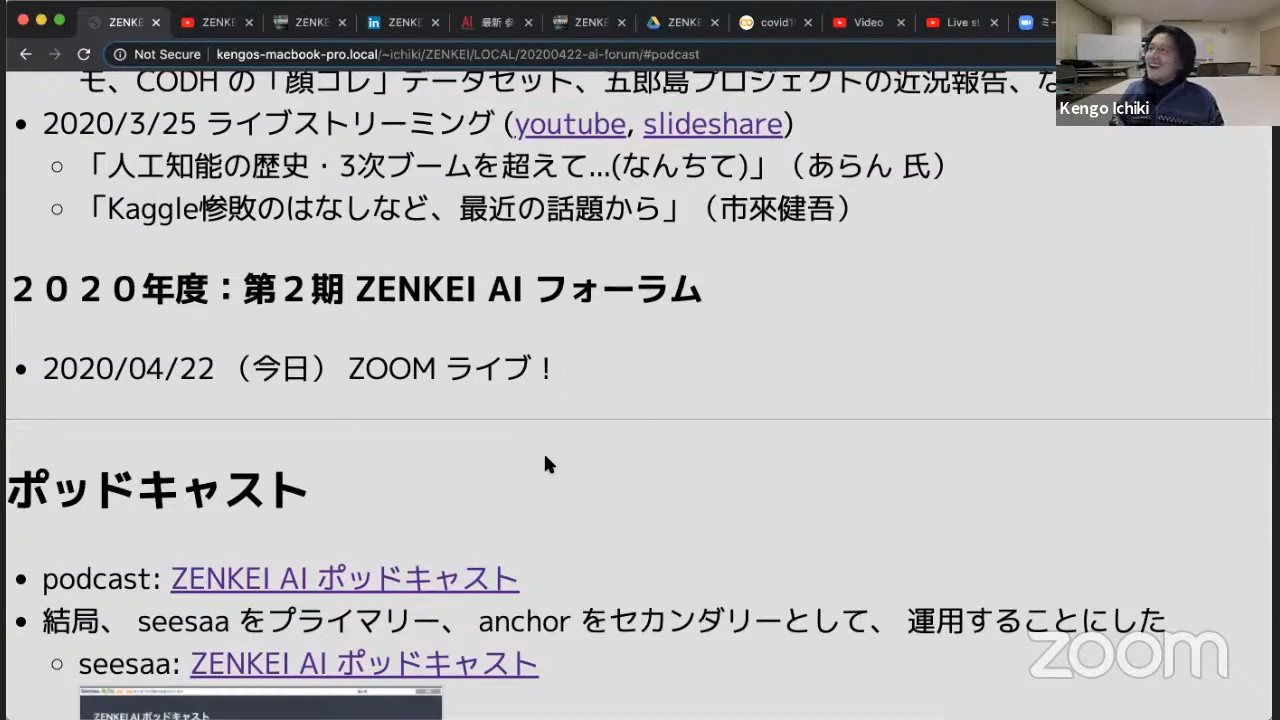 ZENKE
ZENKE
ZENKE
ZENKE
最新
ZENKE
ZENKE
covid1
Video
Live s
ミー
Not Secure
kengos-macbook-pro.local/~ichiki/ZENKEI/LOCAL/20200422-ai-forum/#podcast
Kengo Ichiki
モ、CODH の「顔コレ」データセット、五郎島プロジェクトの近況報告、な
2020/3/25 ライブストリーミング (youtube, slideshare)
「人工知能の歴史・3次ブームを超えて...(なんちて)」（あらん 氏）
「Kaggle惨敗のはなしなど、最近の話題から」（市來健吾）
２０２０年度：第２期 ZENKEI AI フォーラム
2020/04/22 （今日） ZOOM ライブ！
ポッドキャスト
podcast: ZENKEI AI ポッドキャスト
結局、 seesaa をプライマリー、 anchor をセカンダリーとして、 運用することにした
seesaa: ZENKEI AI ポッドキャスト
ZENKEI AI ポッドキャスト
zoom